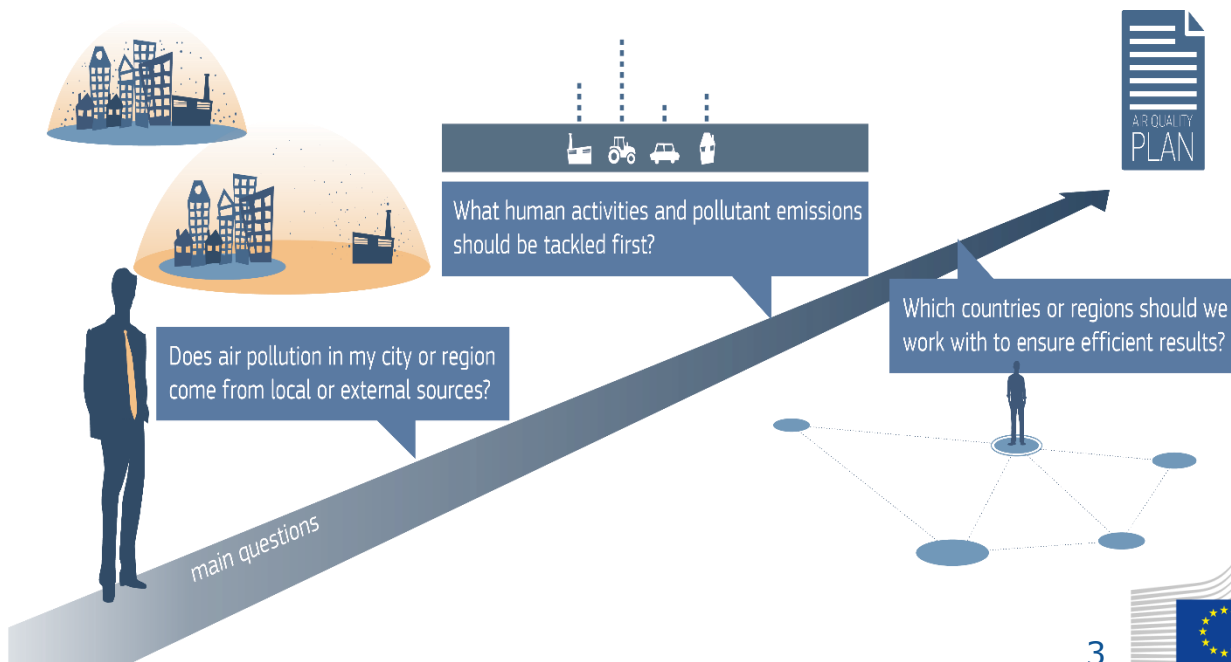 AIR QUALITY
PLAN
What human activities and pollutant emissions
should be tackled first?
Which countries or regions should we
work with to ensure efficient results?
Does air pollution in my city or region
come from local or external sources?
main questions
3